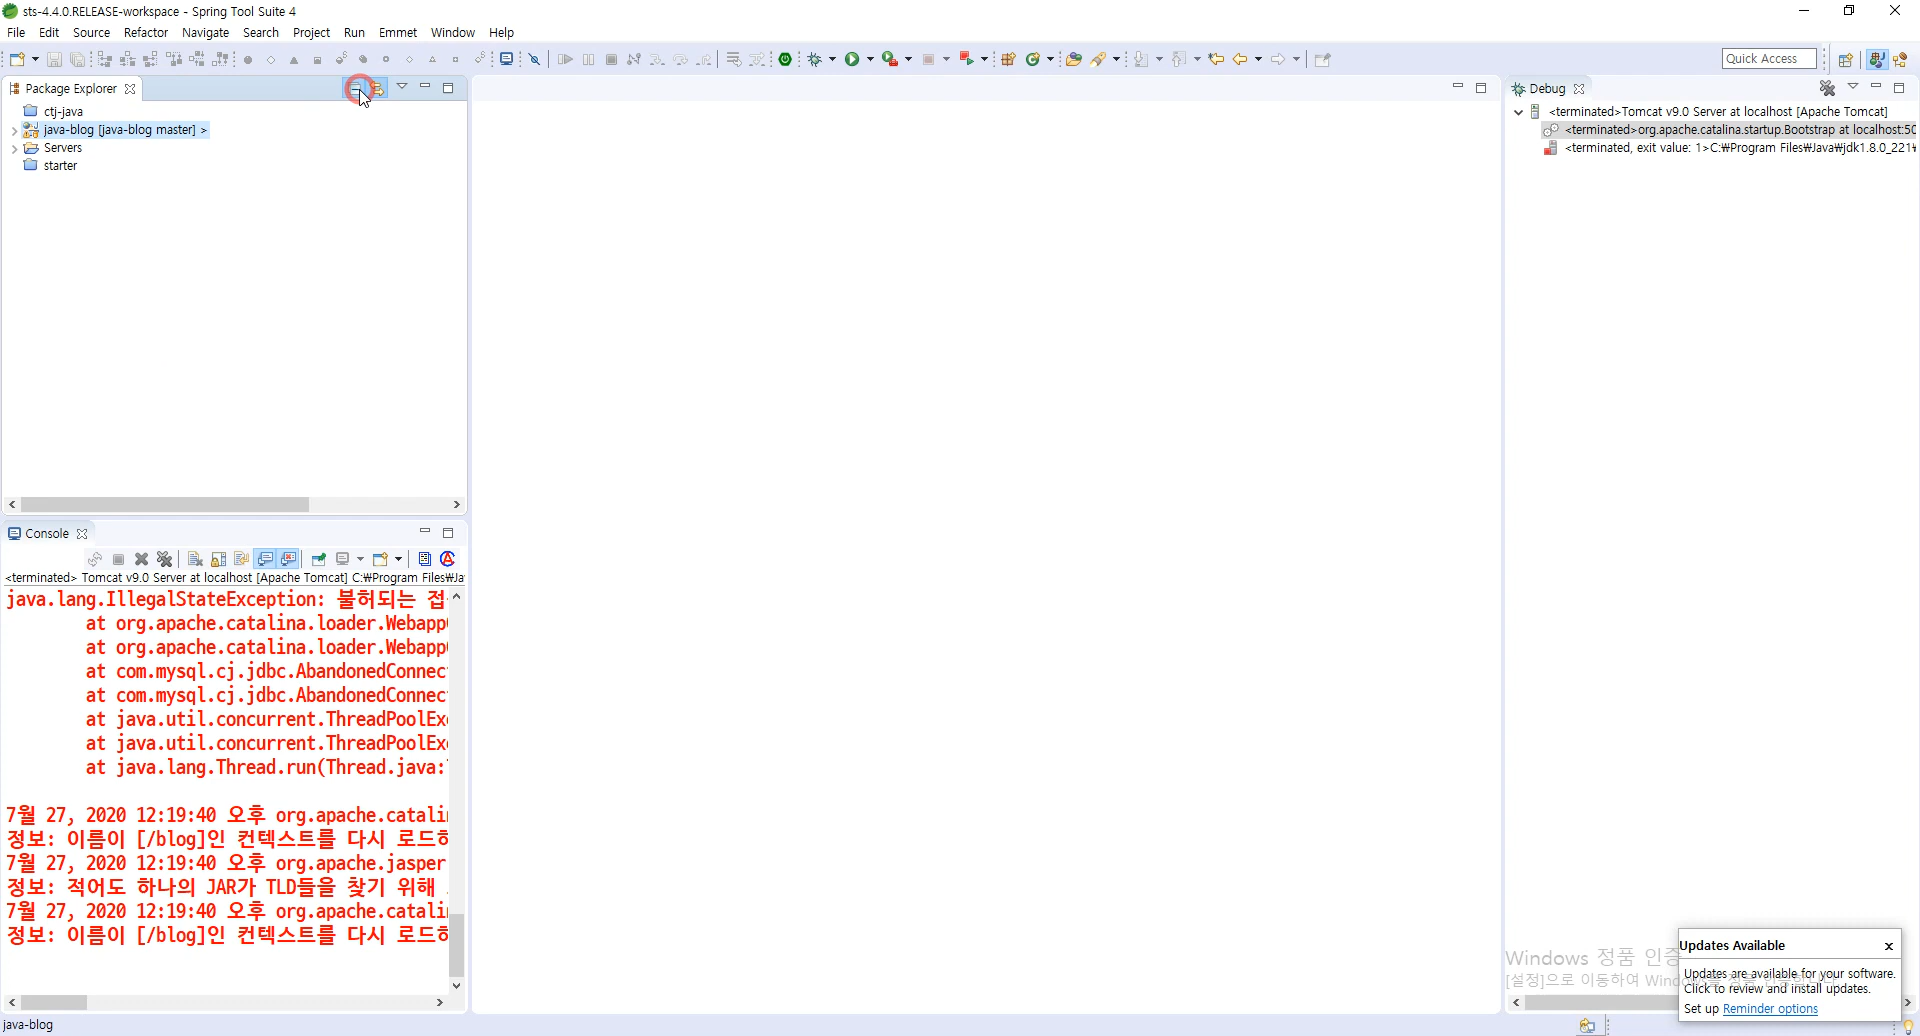 sts-4.4.0.RELEASE-workspace - Spring Tool Suite 4
File Edit Source Refactor Navigate Search Project Run Emmet Window Help
Quick Access
Package Explorer
ctj-java
java-blog [java-blog master] >
Servers
starter
Console
<terminated> Tomcat v9.0 Server at localhost [Apache Tomcat] C:₩Program Files₩Ja
java.lang.IllegalStateException: 불허되는 접
at org.apache.catalina.loader.Webapp
at org.apache.catalina.loader.Webapp
at com.mysql.cj.jdbc.AbandonedConnec
at com.mysql.cj.jdbc.AbandonedConnec
at java.util.concurrent.ThreadPoolEx
at java.util.concurrent.ThreadPoolEx
at java.lang.Thread.run(Thread.java:
7월 27, 2020 12:19:40 오후 org.apache.catali
정보: 이름이 [/blog]인 컨텍스트를 다시 로드하
7월 27, 2020 12:19:40 오후 org.apache.jasper
정보: 적어도 하나의 JAR가 TLD들을 찾기 위해
7월 27, 2020 12:19:40 오후 org.apache.catali
정보: 이름이 [/blog]인 컨텍스트를 다시 로드하
java-blog
Debug
<terminated>Tomcat v9.0 Server at localhost [Apache Tomcat]
<terminated>org.apache.catalina.startup.Bootstrap at localhost:50
<terminated, exit value: 1>C:₩Program Files₩Java₩jdk1.8.0_221₩
Windows 정품 인증
[설정]으로 이동하여 Wind
Updates Available
Updates are available for your software.
Click to review and install updates.
Set up Reminder options